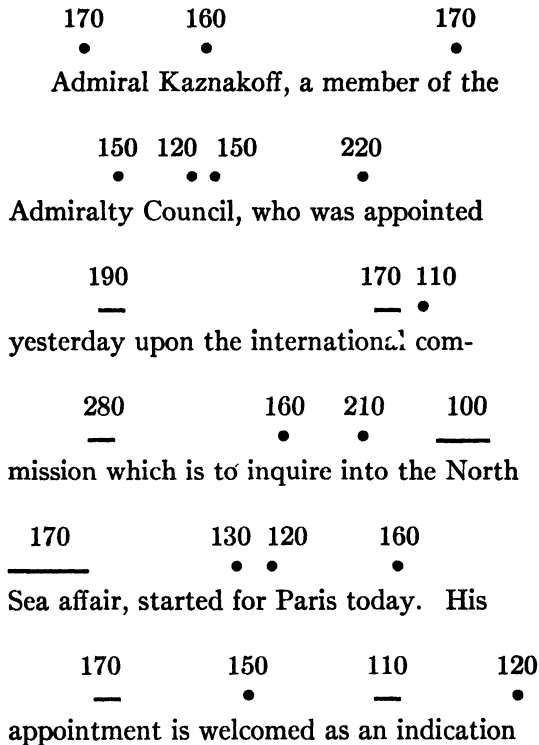 170 160 170
Admiral Kaznakoff, a member of the
150 120 150 220
Admiralty Council, who was appointed
190 170 110
yesterday upon the international com-
280 160 210 100
mission which is to inquire into the North
170 130 120 160
Sea affair, started for Paris today. His
170 150 110 120
appointment is welcomed as an indication